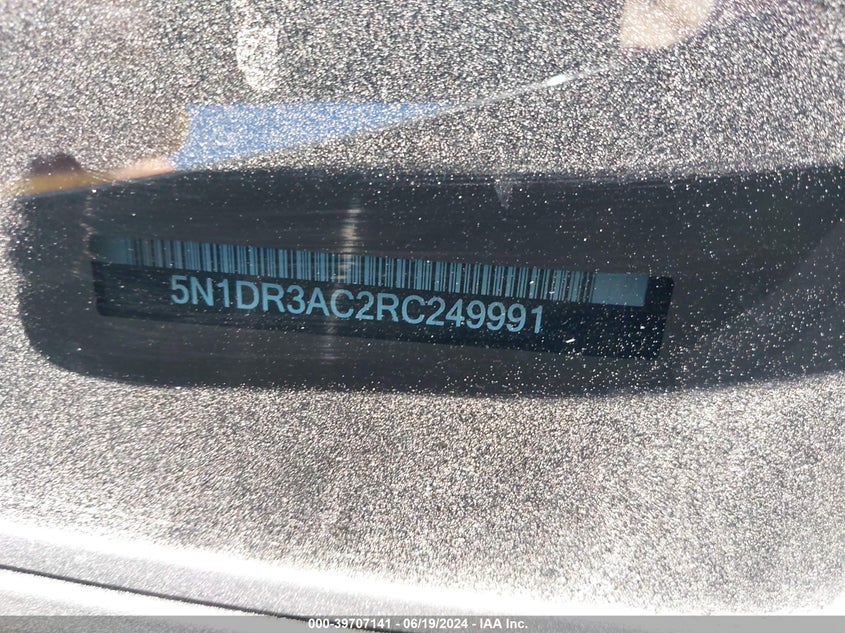 5N1DR3AC2RC249991
000-39707141 - 06/19/2024 - IAA Inc.